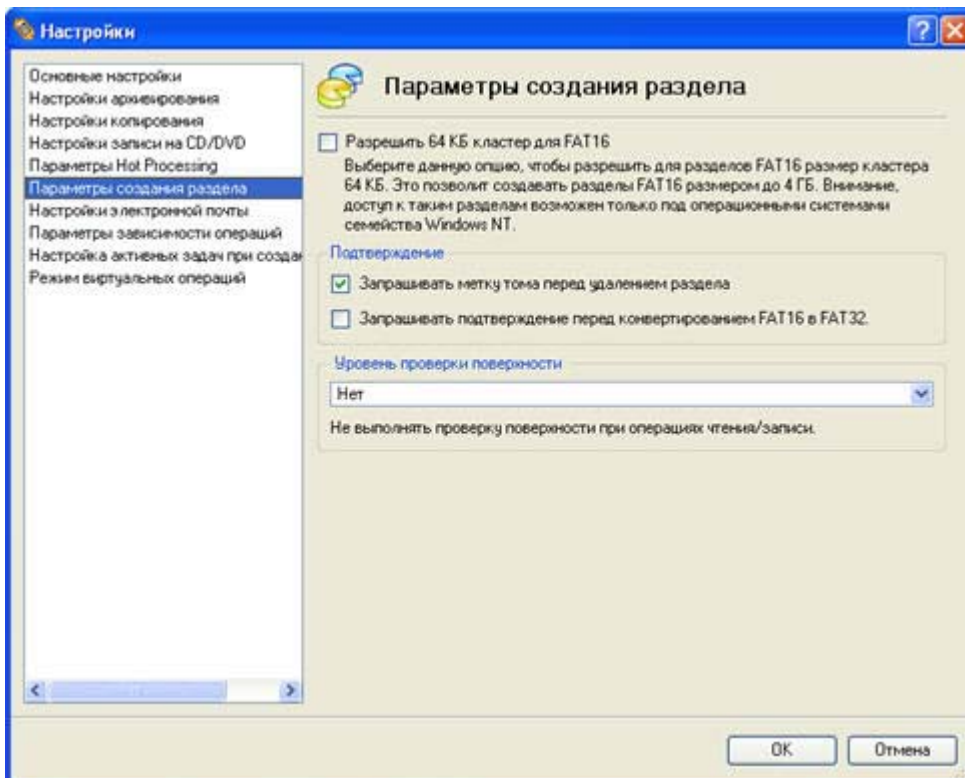 Настройки
Основные настройки
Настройки архивирования
Настройки копирования
Настройки записи на CD/DVD
Параметры Hot Processing
Параметры создания раздела
Настройки электронной почты
Параметры зависимости операций
Настройка активных задач при создан
Режим виртуальных операций
Параметры создания раздела
Разрешить 64 КБ кластер для FAT16
Выберите данную опцию, чтобы разрешить для разделов FAT16 размер кластера
64 КБ. Это позволит создавать разделы FAT16 размером до 4 ГБ. Внимание,
доступ к таким разделам возможен только под операционными системами
семейства Windows NT.
Подтверждение
Запрашивать метку тома перед удалением раздела
Запрашивать подтверждение перед конвертированием FAT16 в FAT32.
Уровень проверки поверхности
Нет
Не выполнять проверку поверхности при операциях чтения/записи.
OK
Отмена